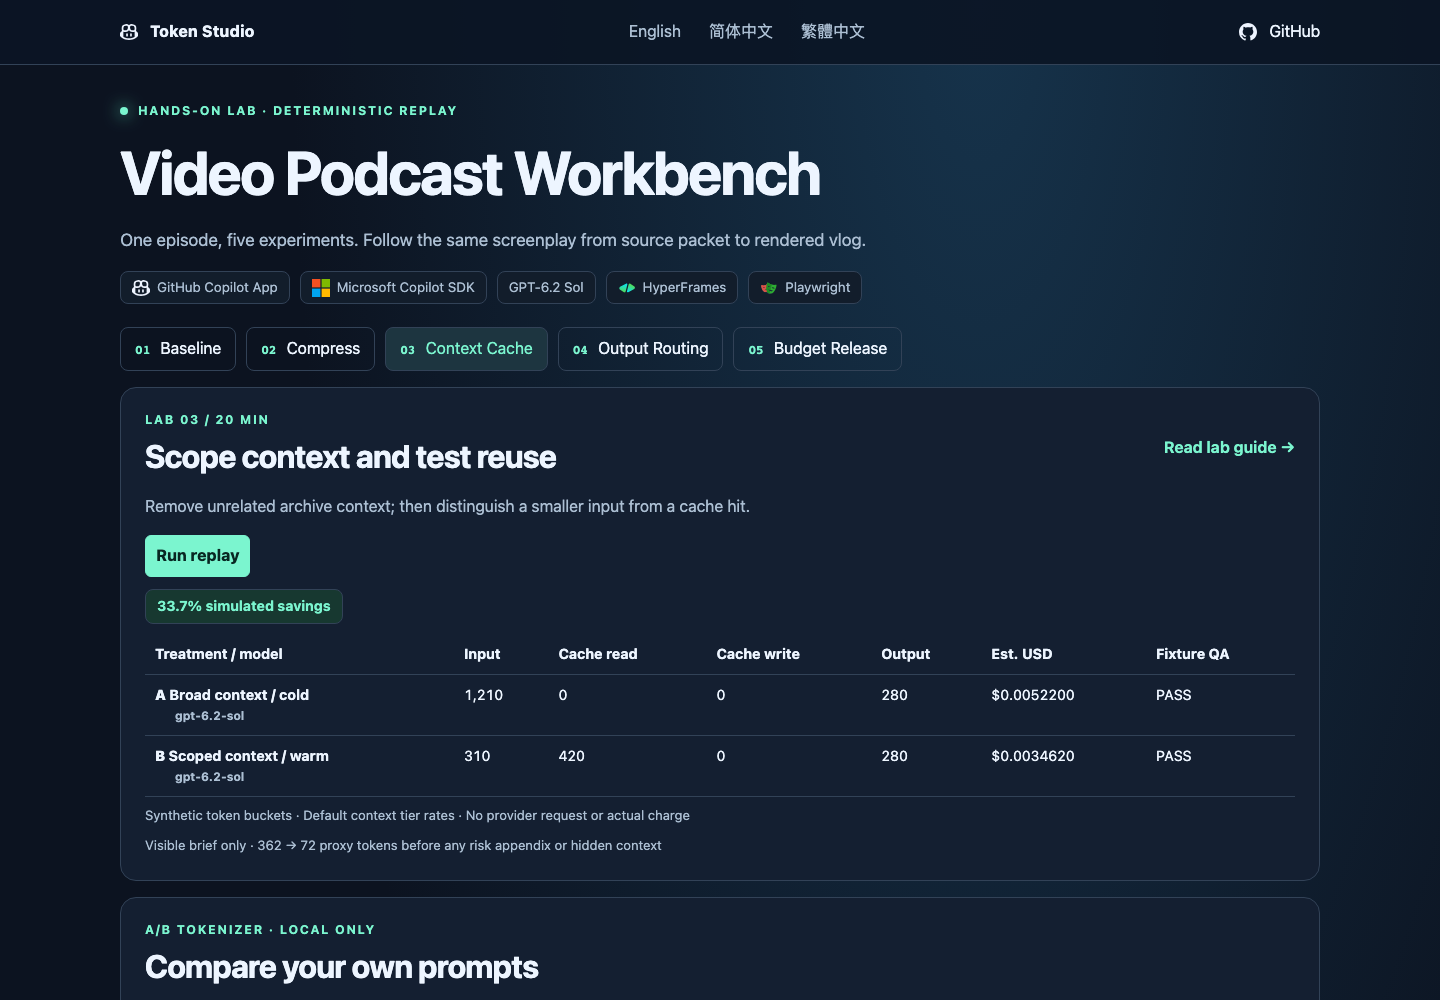 Token Studio
English 简体中文 繁體中文
GitHub
HANDS-ON LAB · DETERMINISTIC REPLAY
Video Podcast Workbench
One episode, five experiments. Follow the same screenplay from source packet to rendered vlog.
GitHub Copilot App Microsoft Copilot SDK GPT-6.2 Sol HyperFrames Playwright
01 Baseline 02 Compress 03 Context Cache 04 Output Routing 05 Budget Release
LAB 03 / 20 MIN
Scope context and test reuse
Read lab guide →
Remove unrelated archive context; then distinguish a smaller input from a cache hit.
Run replay
33.7% simulated savings
Treatment / model Input Cache read Cache write Output Est. USD Fixture QA
A Broad context / cold 1,210 0 0 280 $0.0052200 PASS
gpt-6.2-sol
B Scoped context / warm 310 420 0 280 $0.0034620 PASS
gpt-6.2-sol
Synthetic token buckets · Default context tier rates · No provider request or actual charge
Visible brief only · 362 → 72 proxy tokens before any risk appendix or hidden context
A/B TOKENIZER · LOCAL ONLY
Compare your own prompts